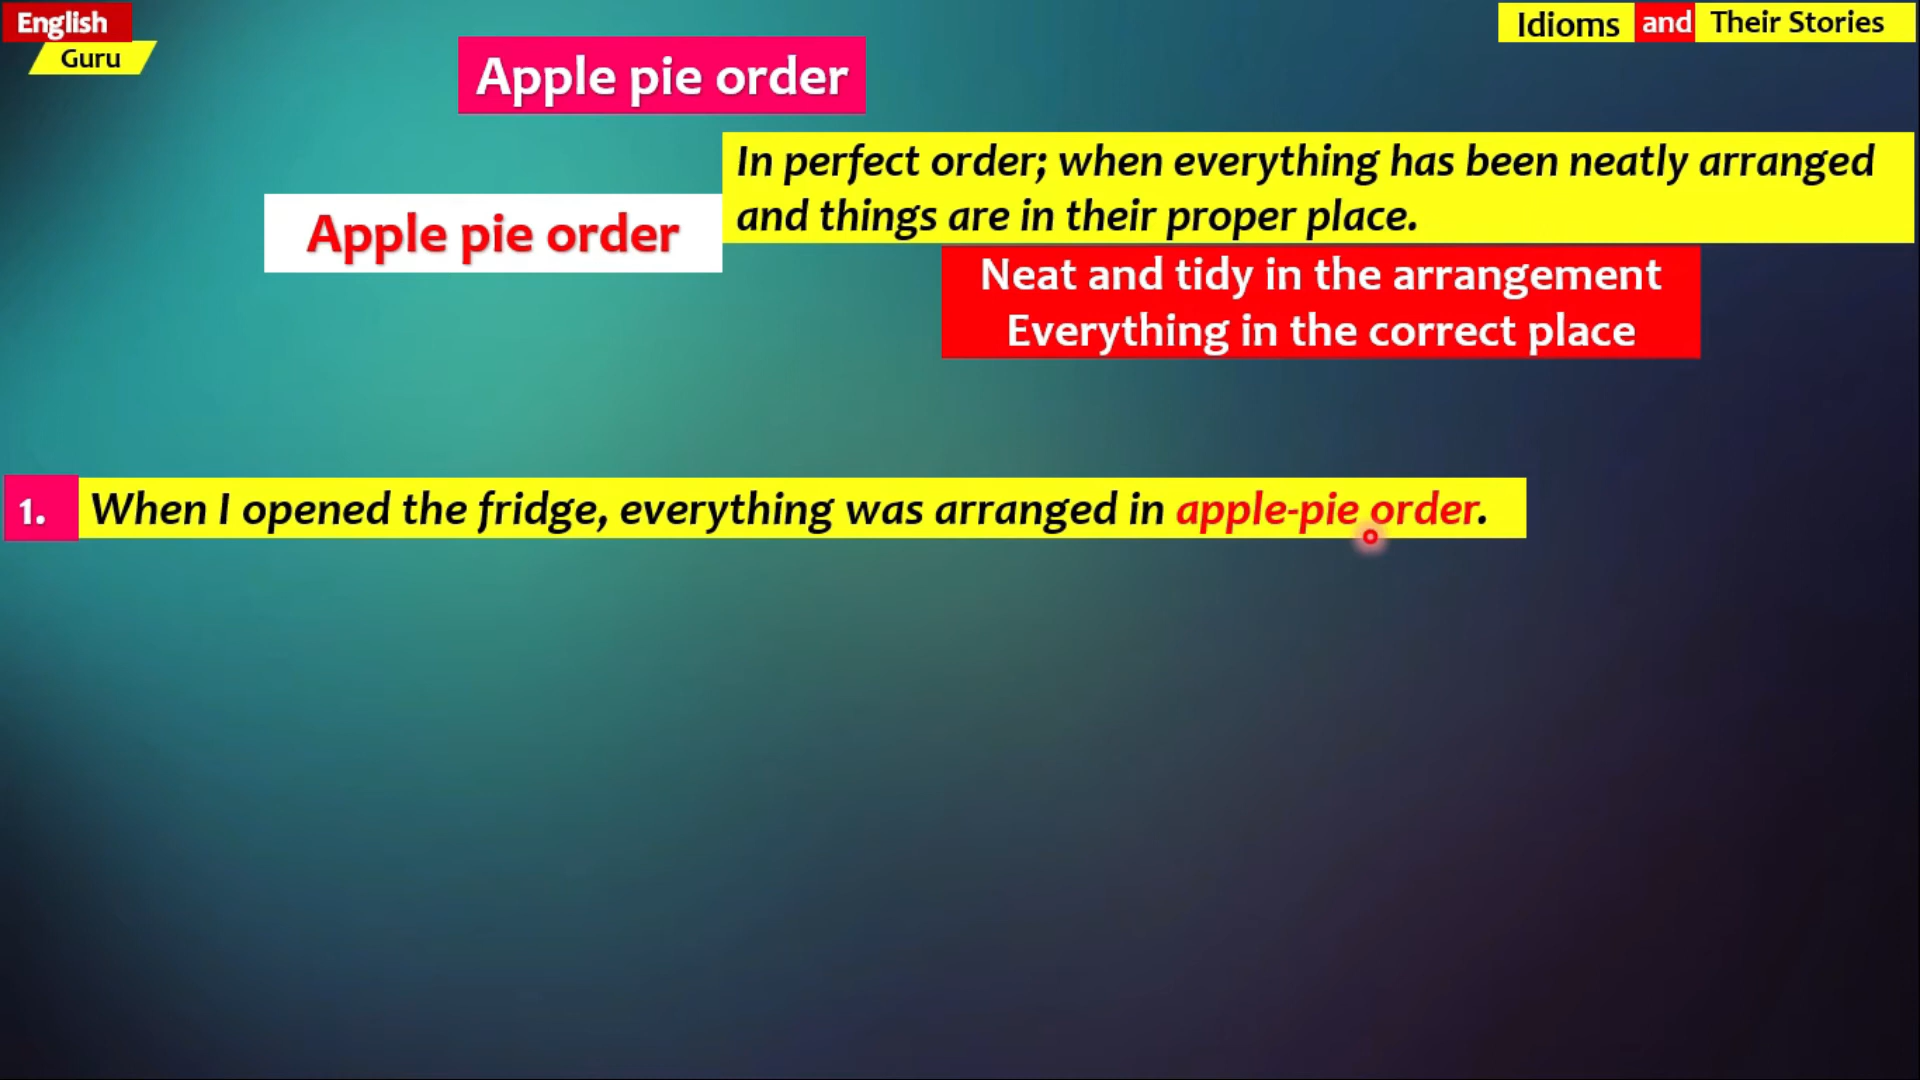 English
Guru
Idioms and Their Stories
Apple pie order
In perfect order; when everything has been neatly arranged
and things are in their proper place.
Apple pie order
Neat and tidy in the arrangement
Everything in the correct place
1. When I opened the fridge, everything was arranged in apple-pie order.